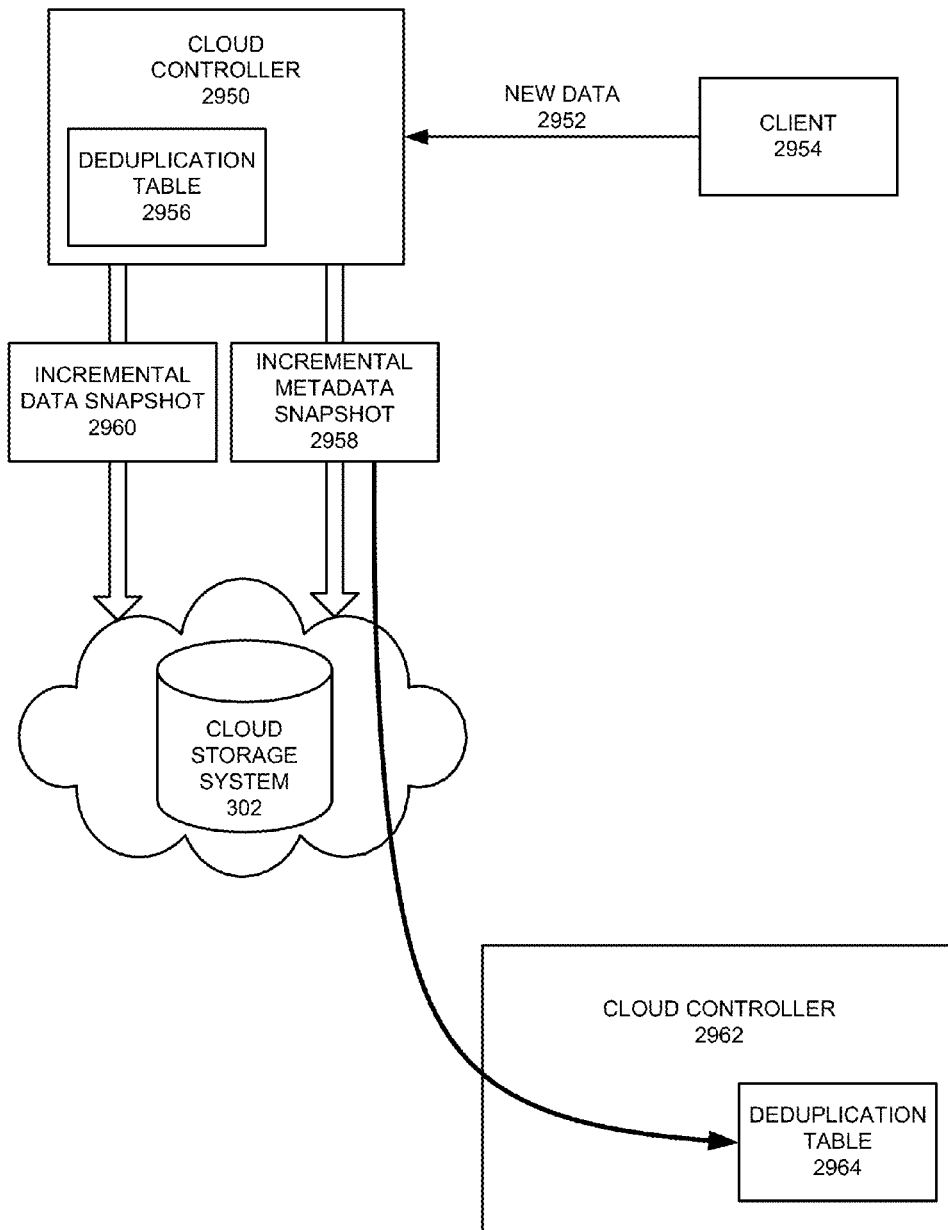 CLOUD
CONTROLLER
2950
NEW DATA
2952
CLIENT
2954
DEDUPLICATION
TABLE
2956
INCREMENTAL
DATA SNAPSHOT
2960
INCREMENTAL
METADATA
SNAPSHOT
2958
CLOUD
STORAGE
SYSTEM
302
CLOUD CONTROLLER
2962
DEDUPLICATION
TABLE
2964